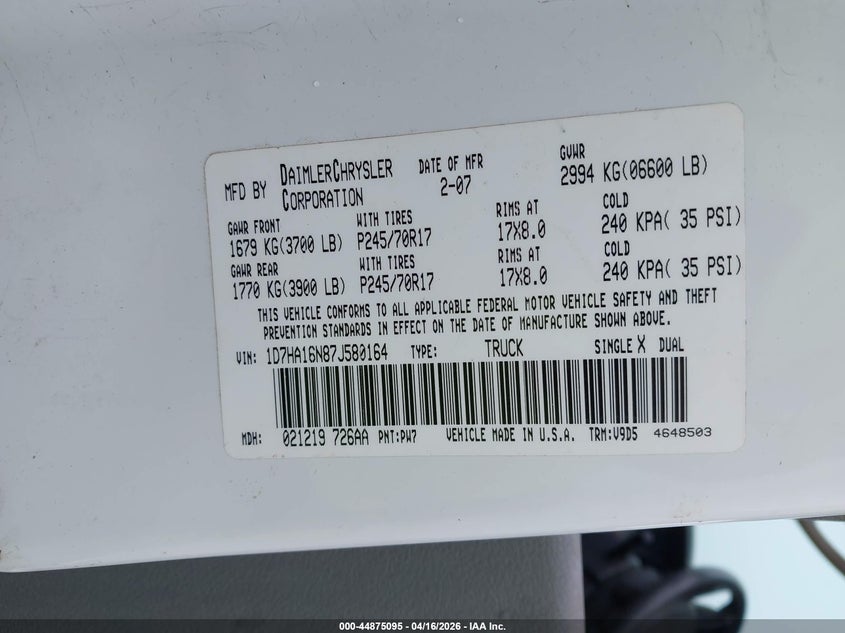 MFD BY DAIMLERCHRYSLER CORPORATION DATE OF MFR 2-07 GVWR 2994 KG(06600 LB)
GAWR FRONT WITH TIRES RIMS AT COLD
1679 KG(3700 LB) P245/70R17 17X8.0 240 KPA( 35 PSI)
GAWR REAR WITH TIRES RIMS AT COLD
1770 KG(3900 LB) P245/70R17 17X8.0 240 KPA( 35 PSI)
THIS VEHICLE CONFORMS TO ALL APPLICABLE FEDERAL MOTOR VEHICLE SAFETY AND THEFT
PREVENTION STANDARDS IN EFFECT ON THE DATE OF MANUFACTURE SHOWN ABOVE.
VIN: 1D7HA16N87J580164 TYPE: TRUCK SINGLE X DUAL
MDH: 021219 726AA PNT:PW7 VEHICLE MADE IN U.S.A. TRM:V9D5 4648503
000-44875095 - 04/16/2026 - IAA Inc.